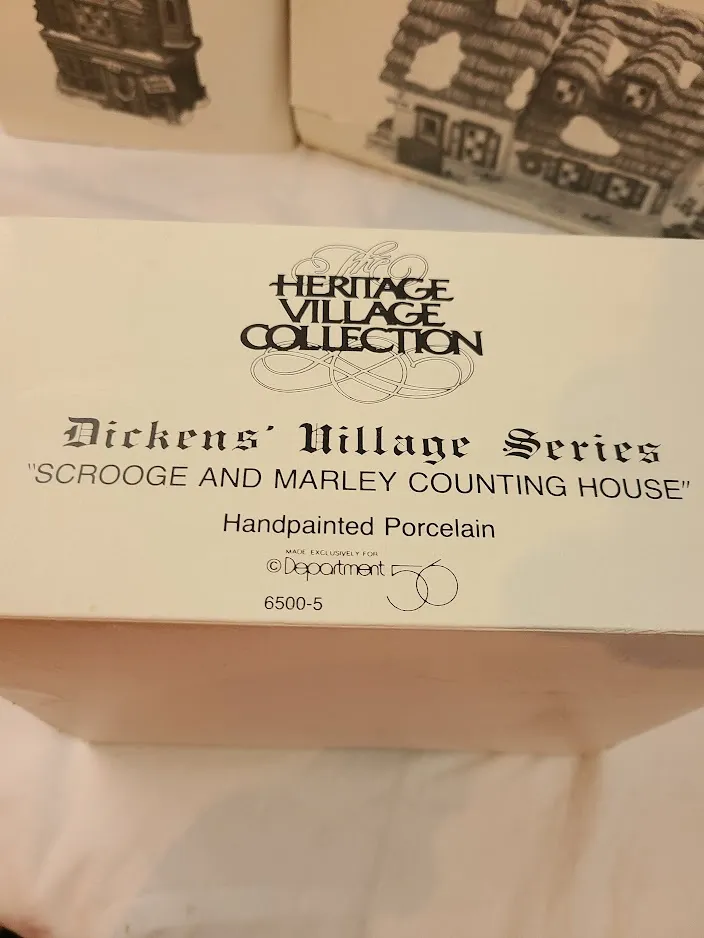 The
HERITAGE
VILLAGE
COLLECTION
Dickens' Village Series
"SCROOGE AND MARLEY COUNTING HOUSE"
Handpainted Porcelain
MADE EXCLUSIVELY FOR
© Department 56
6500-5